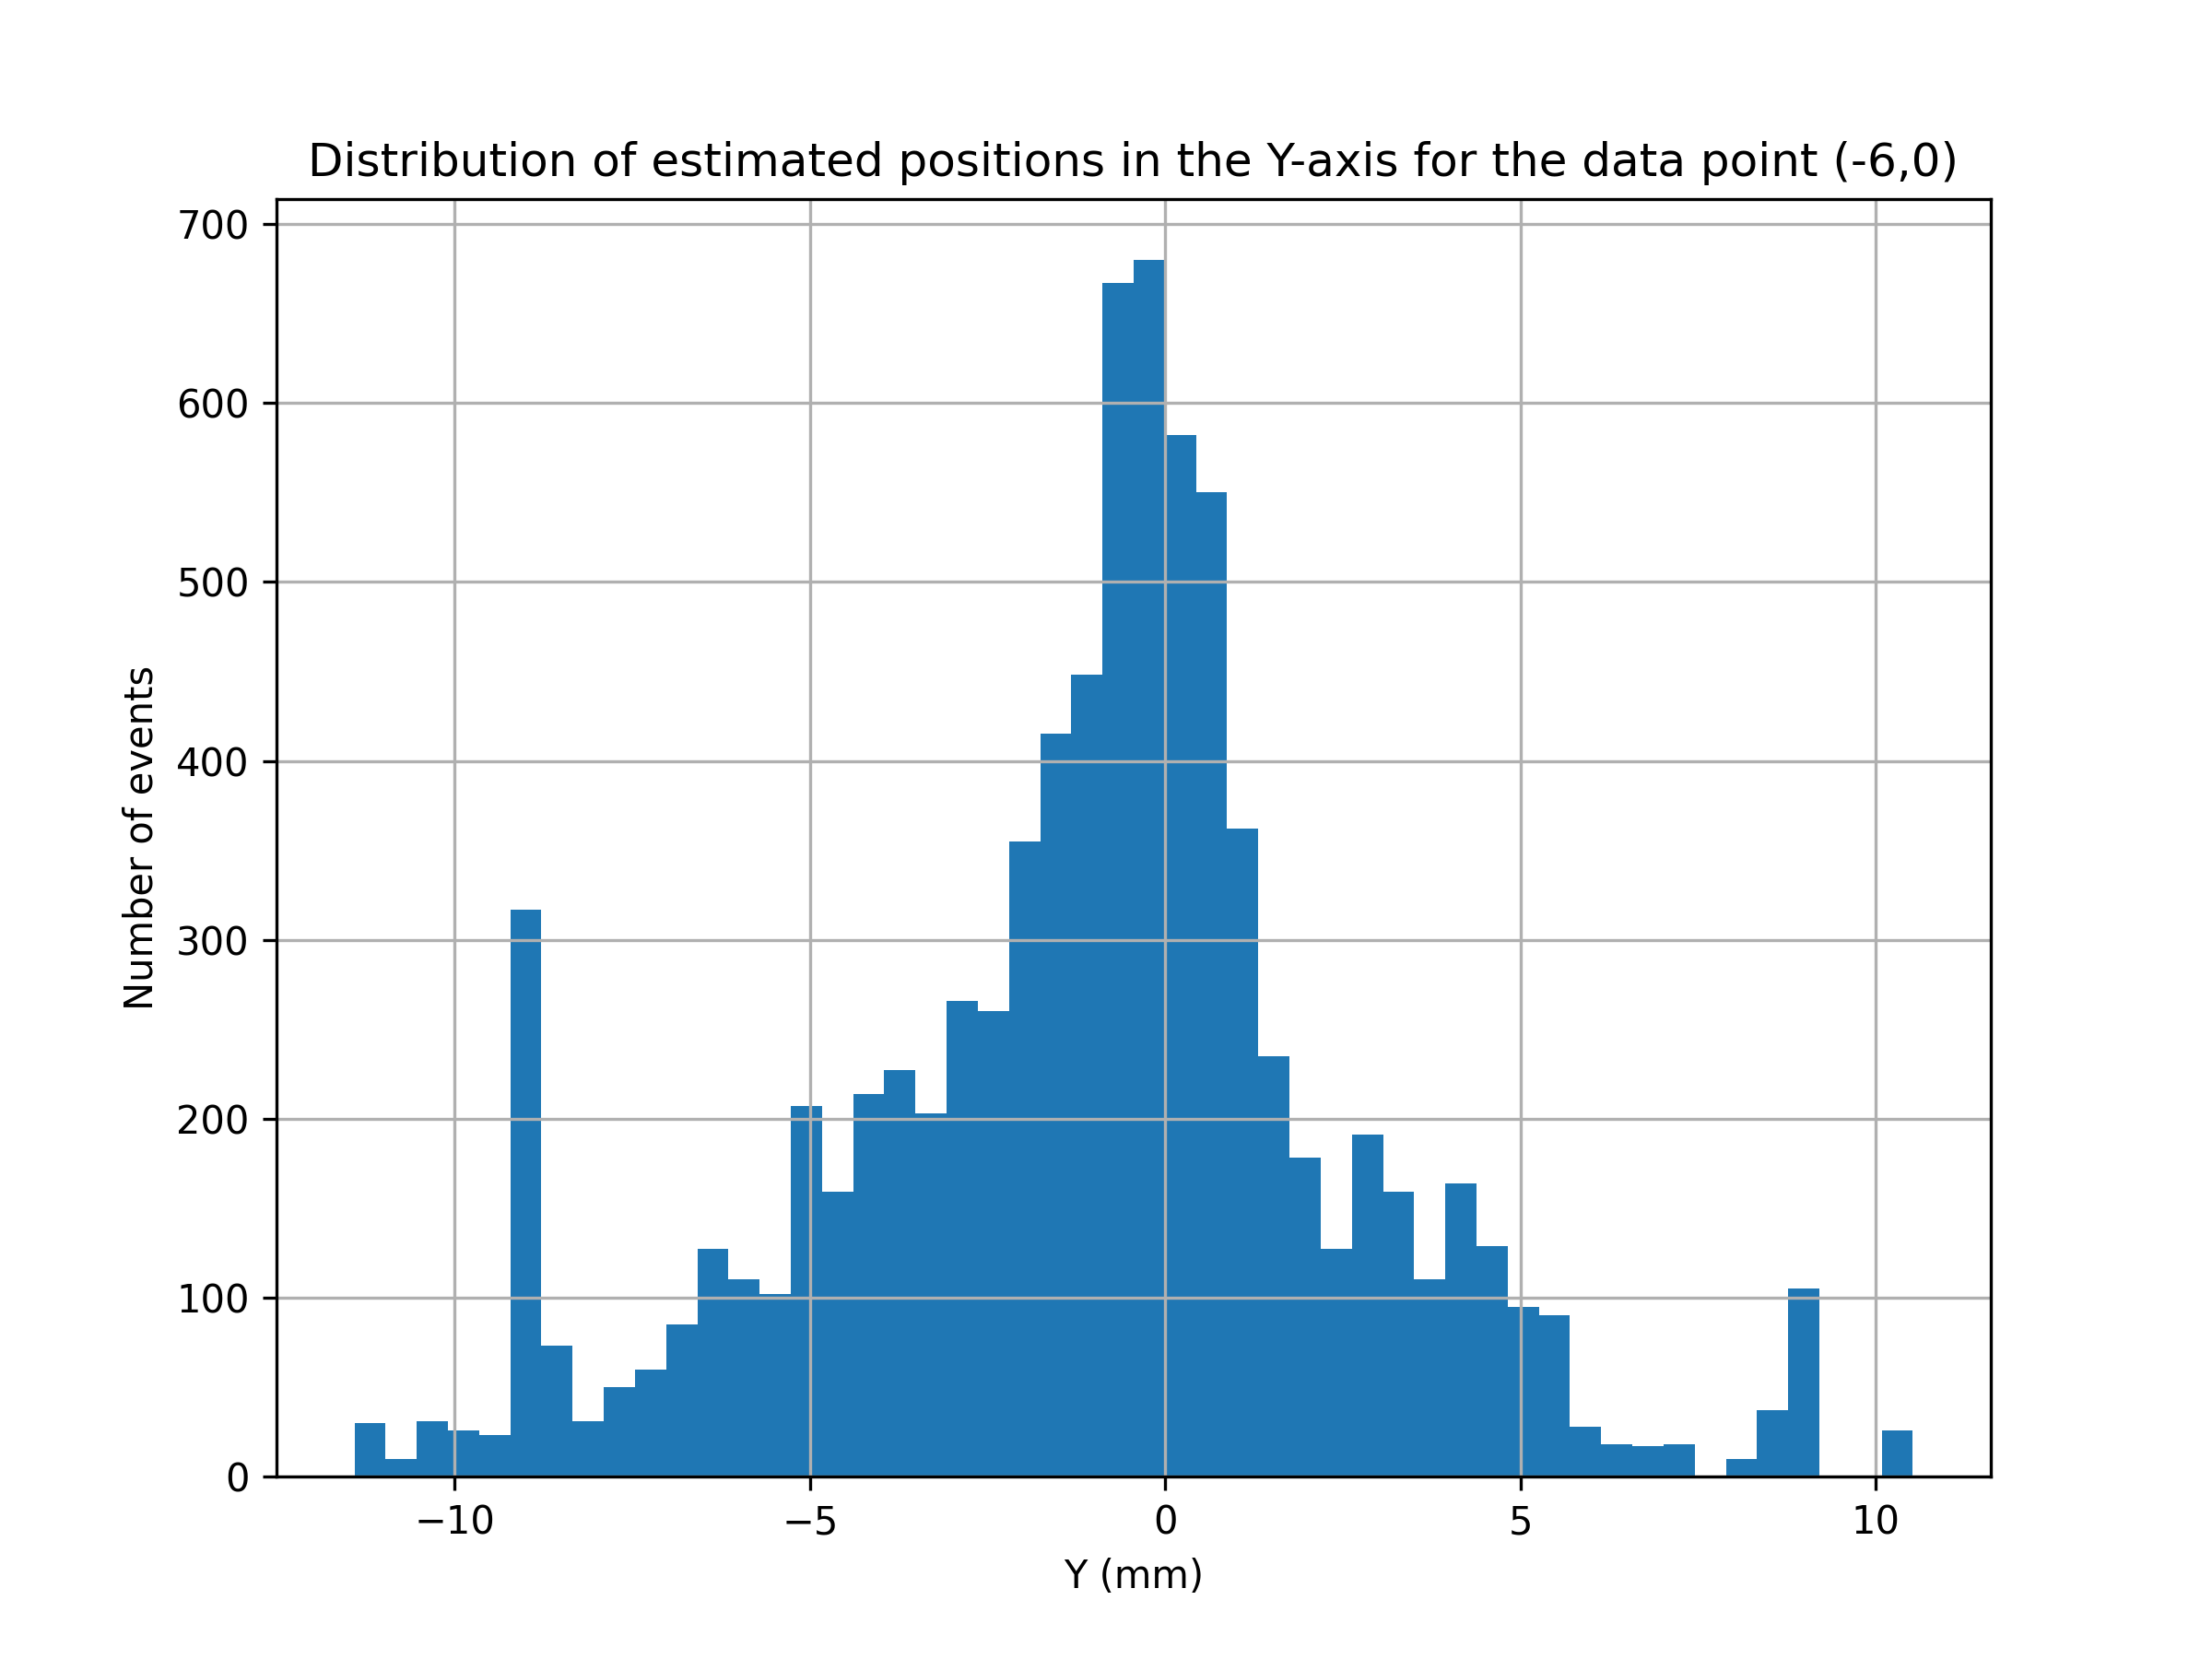 Distribution of estimated positions in the Y-axis for the data point (-6,0)
700
600
500
400
300
200
100
0
Number of events
−10 −5 0 5 10
Y (mm)